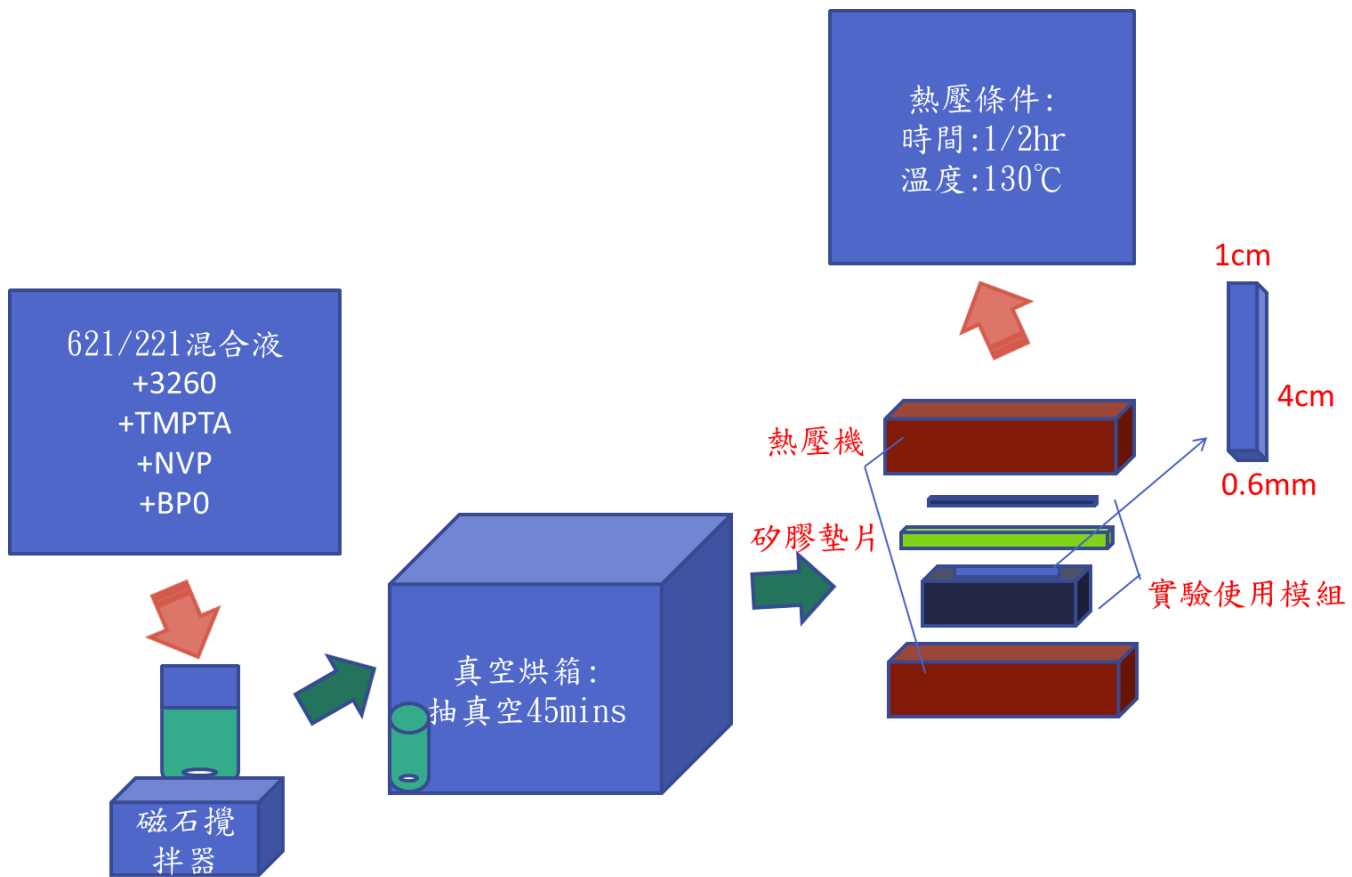 621/221混合液
+3260
+TMPTA
+NVP
+BPO
磁石攪
拌器
真空烘箱:
抽真空45mins
熱壓條件:
時間:1/2hr
溫度:130℃
熱壓機
矽膠墊片
實驗使用模組
1cm
4cm
0.6mm